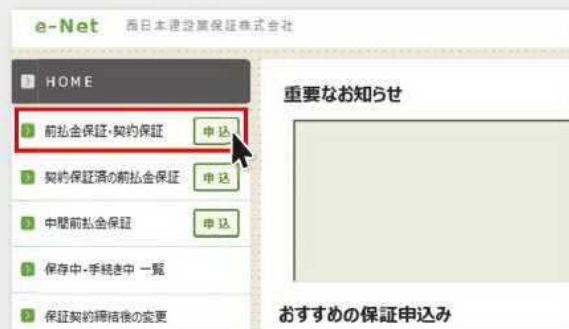 e-Net 西日本建設業保証株式会社
HOME
前払金保証・契約保証 申込
契約保証済の前払金保証 申込
中間前払金保証 申込
保存中・手続き中 一覧
保証契約締結後の変更
重要なお知らせ
おすすめの保証申込み